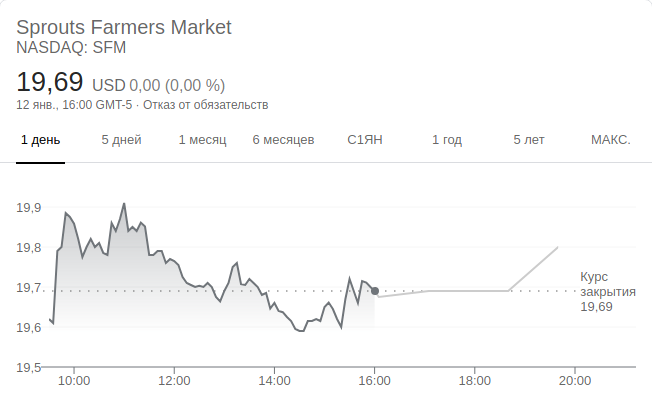 Sprouts Farmers Market
NASDAQ: SFM
19,69 USD 0,00 (0,00 %)
12 янв., 16:00 GMT-5 · Отказ от обязательств
1 день 5 дней 1 месяц 6 месяцев С1ЯН 1 год 5 лет МАКС.
19,9
19,8
19,7
19,6
19,5
Курс
закрытия
19,69
10:00 12:00 14:00 16:00 18:00 20:00